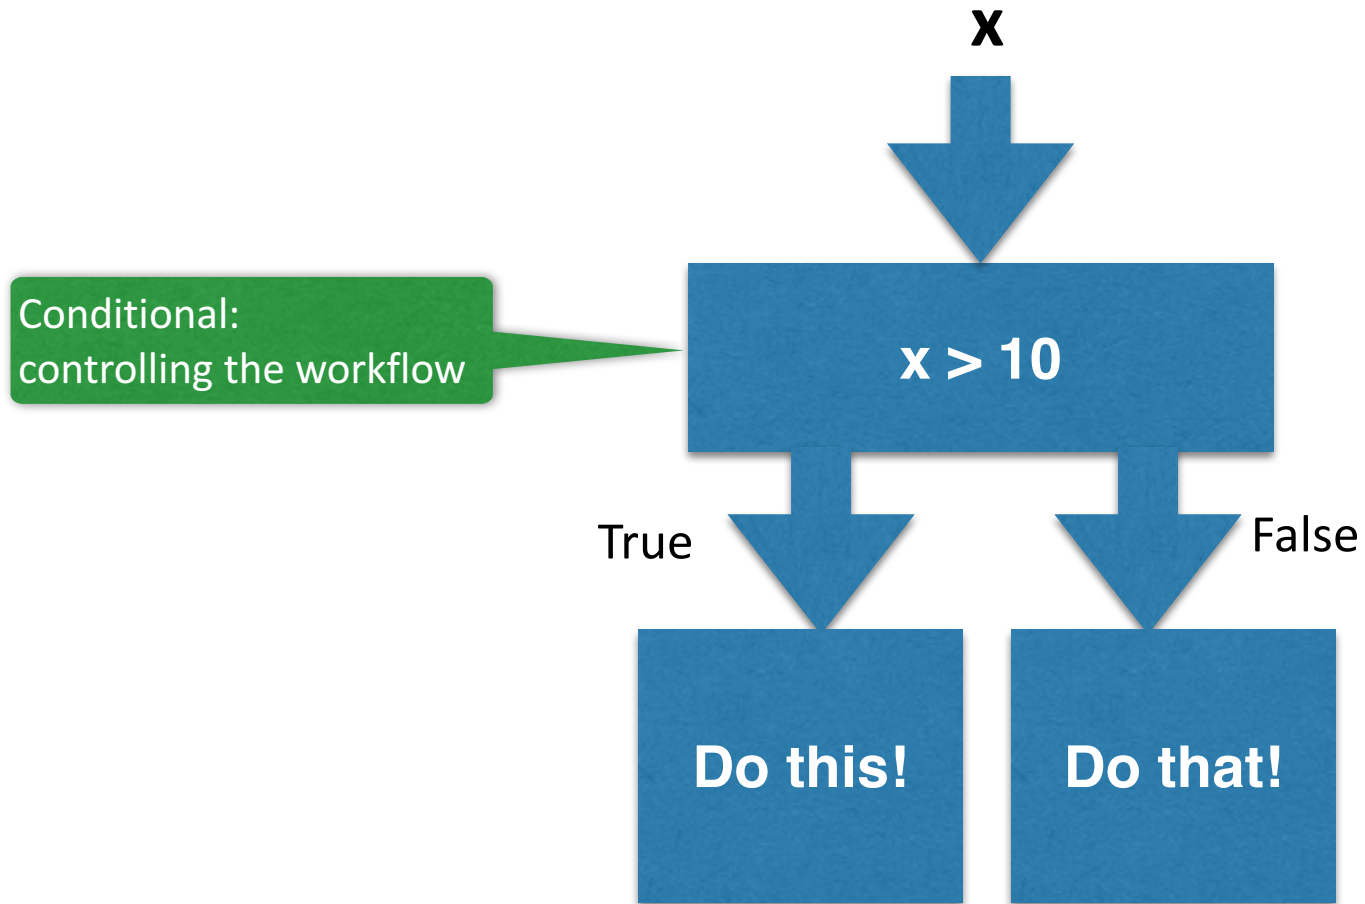 x
Conditional:
controlling the workflow
x > 10
True
False
Do this!
Do that!